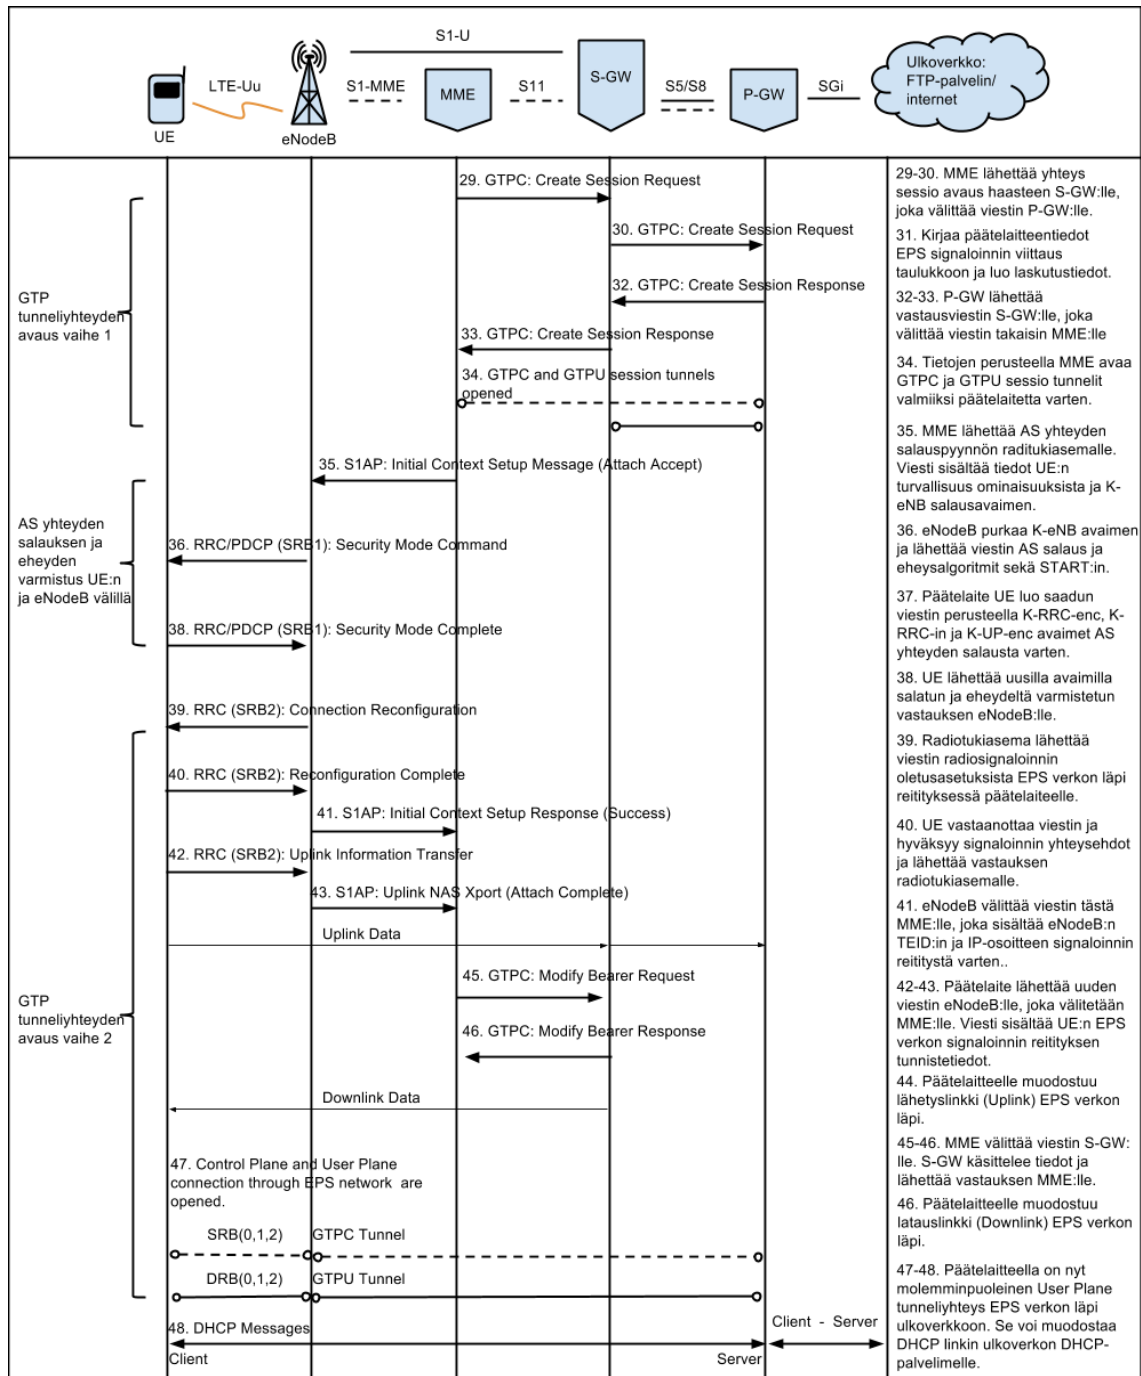 S1-U
Ulkoverkko:
FTP-palvelin/
internet
LTE-Uu
S1-MME
MME
S11
S-GW
S5/S8
P-GW
SGi
UE
eNodeB
29. GTPC: Create Session Request
30. GTPC: Create Session Request
32. GTPC: Create Session Response
33. GTPC: Create Session Response
34. GTPC and GTPU session tunnels
opened
GTP
tunneliyhteyden
avaus vaihe 1
35. S1AP: Initial Context Setup Message (Attach Accept)
36. RRC/PDCP (SRB1): Security Mode Command
38. RRC/PDCP (SRB1): Security Mode Complete
AS yhteyden
salauksen ja
eheyden
varmistus UE:n
ja eNodeB välillä
39. RRC (SRB2): Connection Reconfiguration
40. RRC (SRB2): Reconfiguration Complete
41. S1AP: Initial Context Setup Response (Success)
42. RRC (SRB2): Uplink Information Transfer
43. S1AP: Uplink NAS Xport (Attach Complete)
Uplink Data
45. GTPC: Modify Bearer Request
46. GTPC: Modify Bearer Response
GTP
tunneliyhteyden
avaus vaihe 2
Downlink Data
47. Control Plane and User Plane
connection through EPS network are
opened.
SRB(0,1,2)
GTPC Tunnel
DRB(0,1,2)
GTPU Tunnel
48. DHCP Messages
Client
Server
Client - Server
29-30. MME lähettää yhteys
sessio avaus haasteen S-GW:lle,
joka välittää viestin P-GW:lle.
31. Kirjaa päätelaitteentiedot
EPS signaloinnin viittaus
taulukkoon ja luo laskutustiedot.
32-33. P-GW lähettää
vastausviestin S-GW:lle, joka
välittää viestin takaisin MME:lle
34. Tietojen perusteella MME avaa
GTPC ja GTPU sessio tunnelit
valmiiksi päätelaitetta varten.
35. MME lähettää AS yhteyden
salauspyynnön raditukiasemalle.
Viesti sisältää tiedot UE:n
turvallisuus ominaisuuksista ja K-
eNB salausavaimen.
36. eNodeB purkaa K-eNB avaimen
ja lähettää viestin AS salaus ja
eheysalgoritmit sekä START:in.
37. Päätelaite UE luo saadun
viestin perusteella K-RRC-enc, K-
RRC-in ja K-UP-enc avaimet AS
yhteyden salausta varten.
38. UE lähettää uusilla avaimilla
salatun ja eheydeltä varmistetun
vastauksen eNodeB:lle.
39. Radiotukiasema lähettää
viestin radiosignaloinnin
oletusasetuksista EPS verkon läpi
reitityksessä päätelaiteelle.
40. UE vastaanottaa viestin ja
hyväksyy signaloinnin yhteysehdot
ja lähettää vastauksen
radiotukiasemalle.
41. eNodeB välittää viestin tästä
MME:lle, joka sisältää eNodeB:n
TEID:in ja IP-osoitteen signaloinnin
reititystä varten..
42-43. Päätelaite lähettää uuden
viestin eNodeB:lle, joka välitetään
MME:lle. Viesti sisältää UE:n EPS
verkon signaloinnin reitityksen
tunnistetiedot.
44. Päätelaitteelle muodostuu
lähetyslinkki (Uplink) EPS verkon
läpi.
45-46. MME välittää viestin S-GW:
lle. S-GW käsittelee tiedot ja
lähettää vastauksen MME:lle.
46. Päätelaitteelle muodostuu
latauslinkki (Downlink) EPS verkon
läpi.
47-48. Päätelaitteella on nyt
molemminpuoleinen User Plane
tunneliyhteys EPS verkon läpi
ulkoverkkoon. Se voi muodostaa
DHCP linkin ulkoverkon DHCP-
palvelimelle.